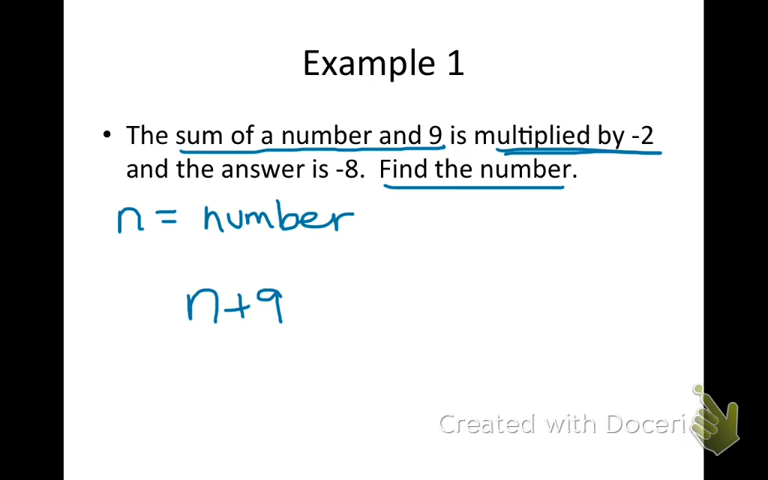 Example 1
• The sum of a number and 9 is multiplied by -2
and the answer is -8. Find the number.
n = number
n+9
Created with Doceri